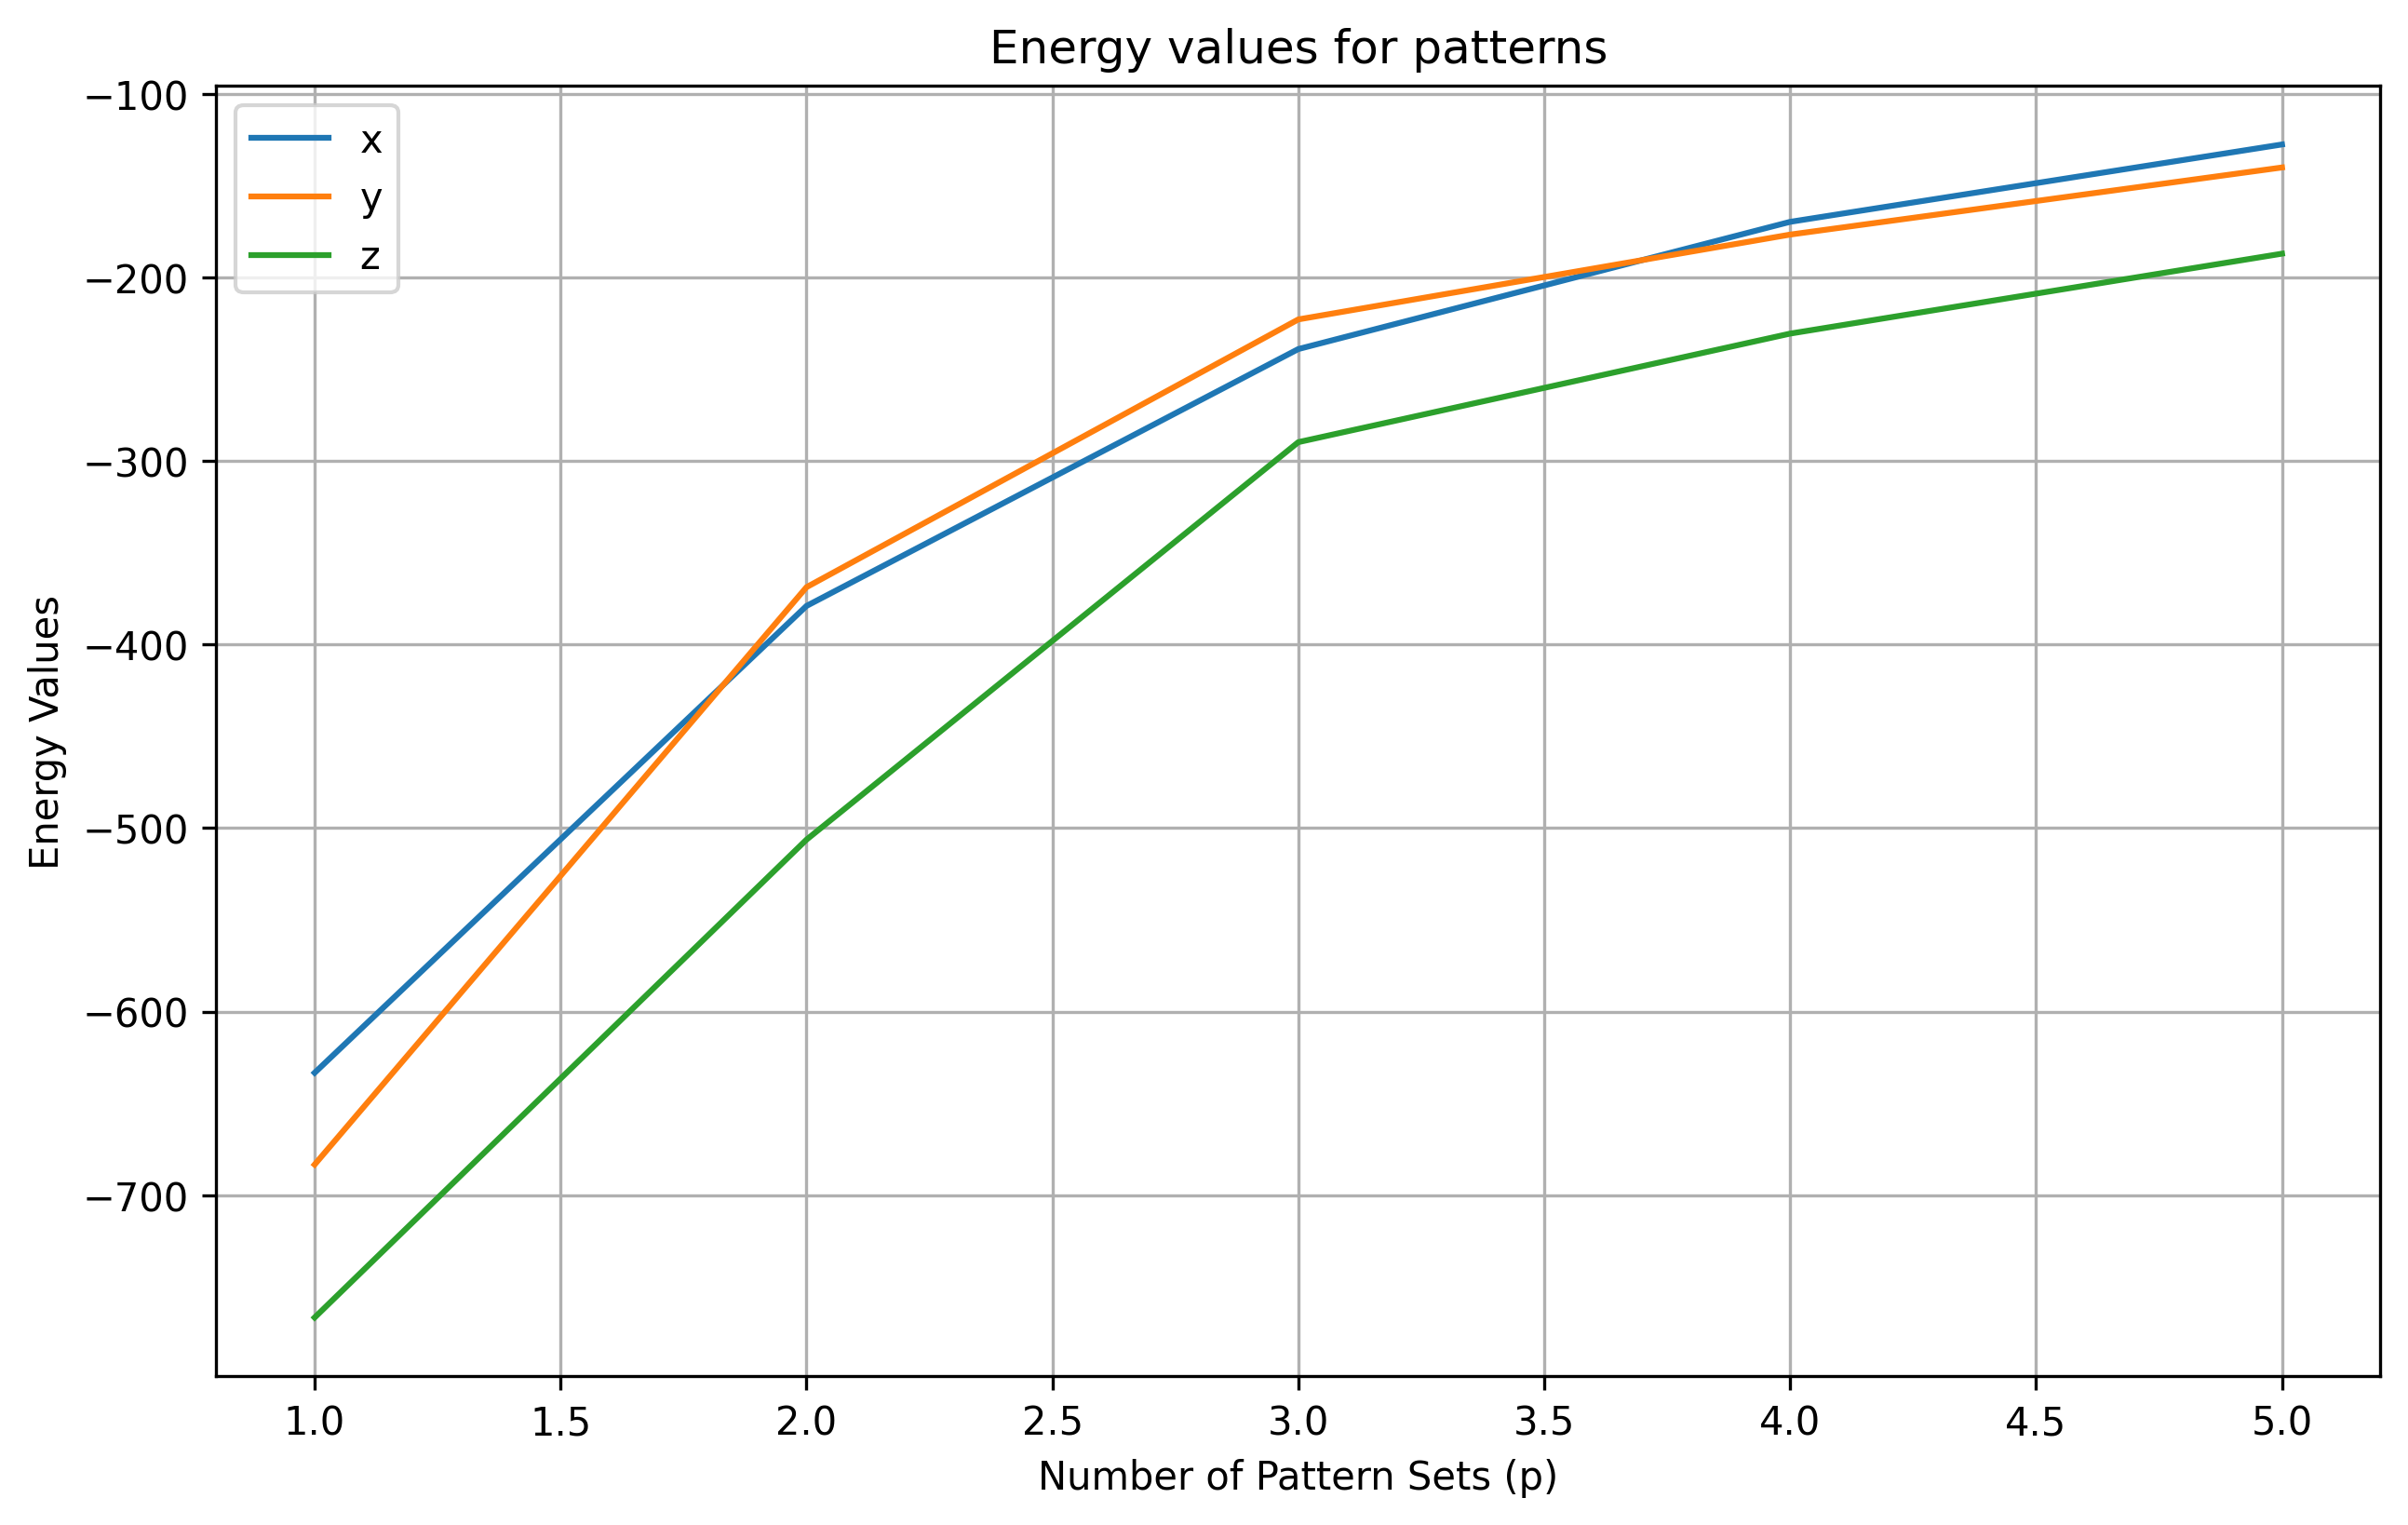 Energy values for patterns
x
y
z
−100
−200
−300
−400
−500
−600
−700
Energy Values
1.0 1.5 2.0 2.5 3.0 3.5 4.0 4.5 5.0
Number of Pattern Sets (p)